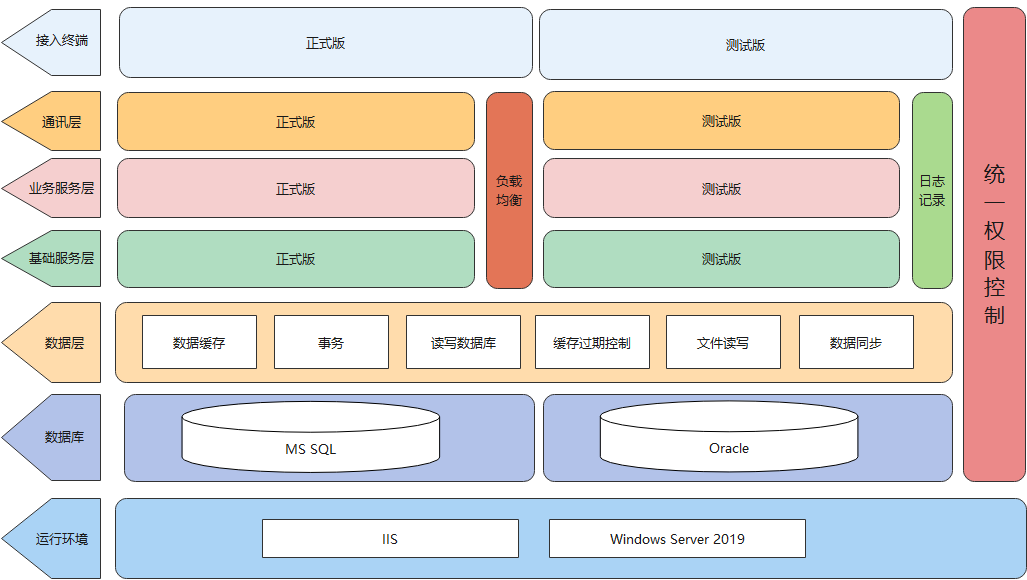 接入终端
正式版
测试版
通讯层
正式版
测试版
业务服务层
正式版
负载
均衡
测试版
日志
记录
基础服务层
正式版
测试版
统
一
权
限
控
制
数据层
数据缓存
事务
读写数据库
缓存过期控制
文件读写
数据同步
数据库
MS SQL
Oracle
运行环境
IIS
Windows Server 2019